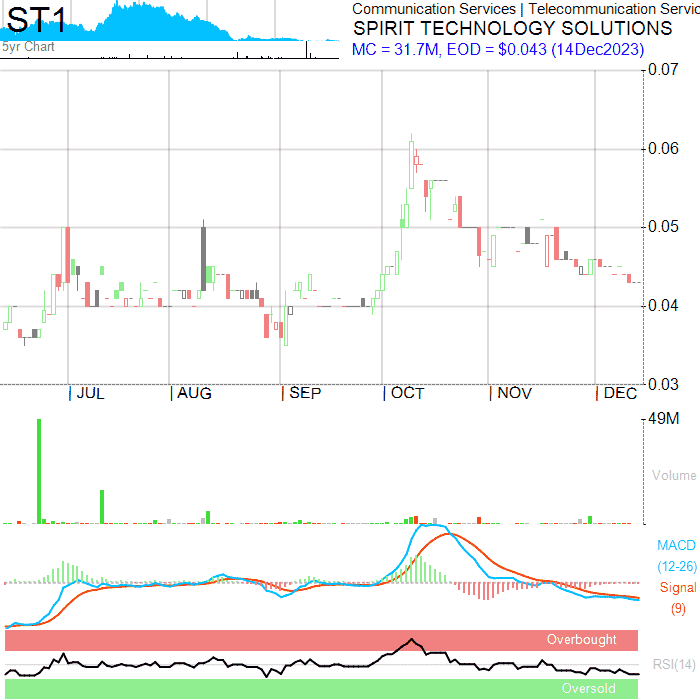 ST1
5yr Chart
Communication Services | Telecommunication Servic
SPIRIT TECHNOLOGY SOLUTIONS
MC = 31.7M, EOD = $0.043 (14Dec2023)
0.07
0.06
0.05
0.04
0.03
| JUL | AUG | SEP | OCT | NOV | DEC
49M
Volume
MACD
(12-26)
Signal
(9)
Overbought
RSI(14)
Oversold